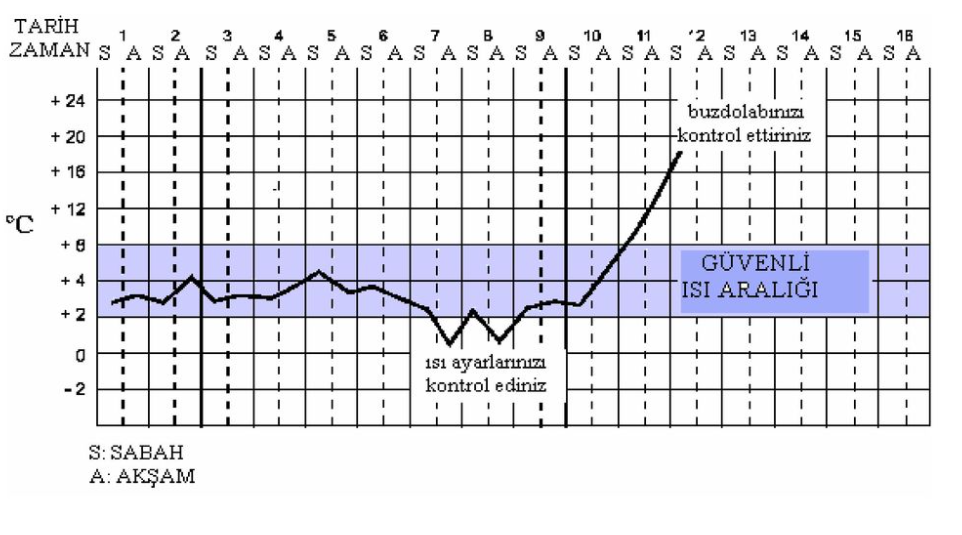 TARİH 1 2 3 4 5 6 7 8 9 10 11 12 13 14 15 16
ZAMAN S A S A S A S A S A S A S A S A S A S A S A S A S A S A S A S A
+ 24
+ 20
+ 16
+ 12
°C
+ 8
+ 4
+ 2
0
- 2
buzdolabınızı
kontrol ettiriniz
GÜVENLİ
ISI ARALIĞI
ısı ayarlarınızı
kontrol ediniz
S: SABAH
A: AKŞAM